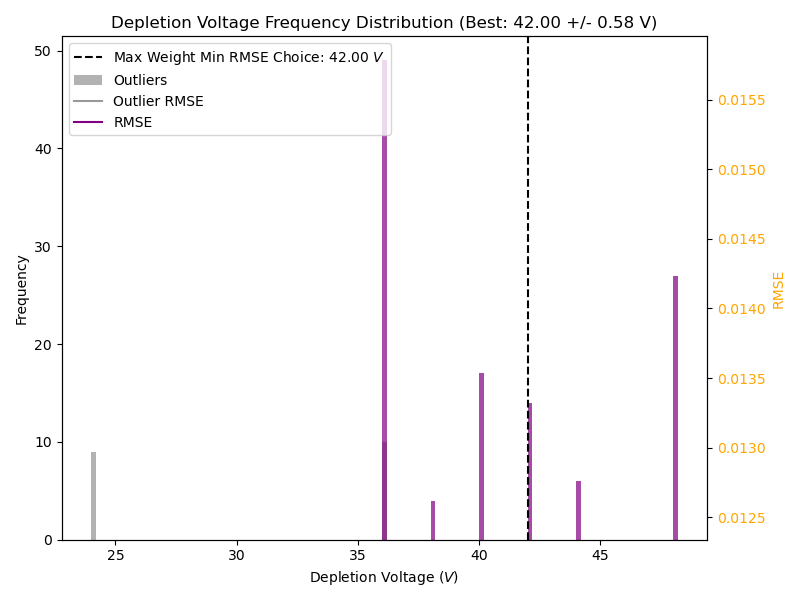 Depletion Voltage Frequency Distribution (Best: 42.00 +/- 0.58 V)
Max Weight Min RMSE Choice: 42.00 V
Outliers
Outlier RMSE
RMSE
50
40
30
20
10
0
Frequency
25
30
35
40
45
Depletion Voltage (V)
0.0155
0.0150
0.0145
0.0140
0.0135
0.0130
0.0125
RMSE